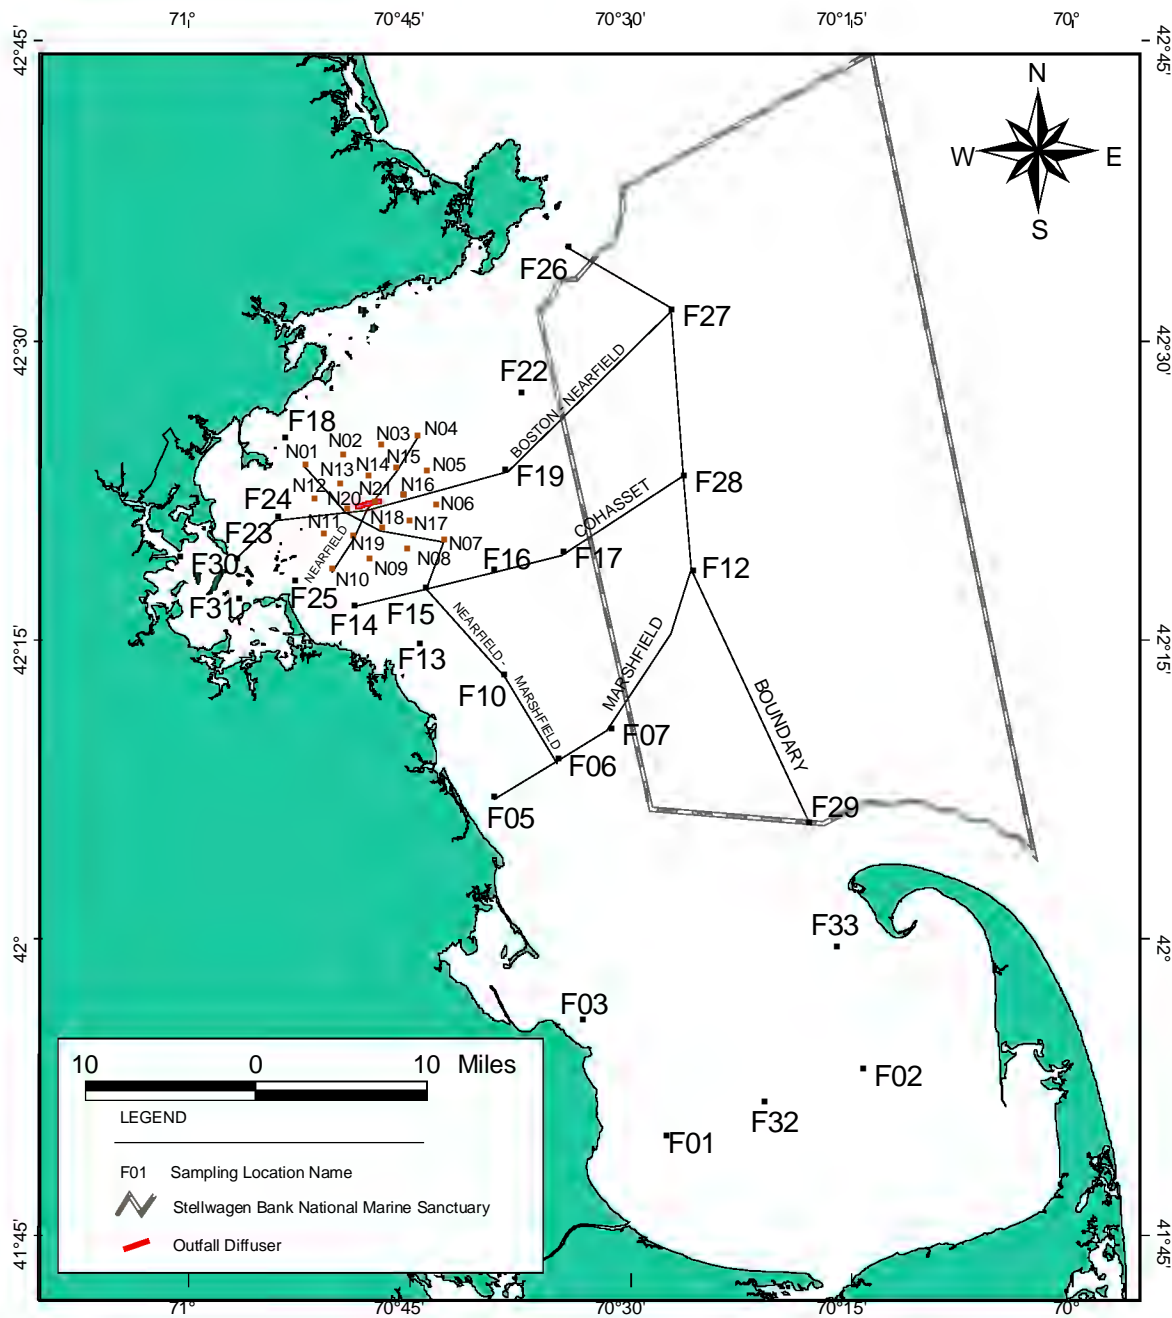 71° 70°45' 70°30' 70°15' 70°
42°45' 42°45'
N
W E
S
F26
F27
42°30' 42°30'
F22
BOSTON - NEARFIELD
F18
N03 N04
N02
N01 N15
N14 N05
N13
N12 N16
F19
F28
N21
N20 N06
F24
COHASSET
N18 N17
F23
N11
N19 N07
F17
F16
N08
F30
NEARFIELD
N09
F12
N10
F25
F31
F15
F14
NEARFIELD -
MARSHFIELD
MARSHFIELD
42°15' 42°15'
F13
F10
BOUNDARY
F07
F06
F05
F29
F33
42° 42°
F03
F02
F32
F01
10 0 10 Miles
LEGEND
F01 Sampling Location Name
Stellwagen Bank National Marine Sanctuary
Outfall Diffuser
41°45' 41°45'
71° 70°45' 70°30' 70°15' 70°